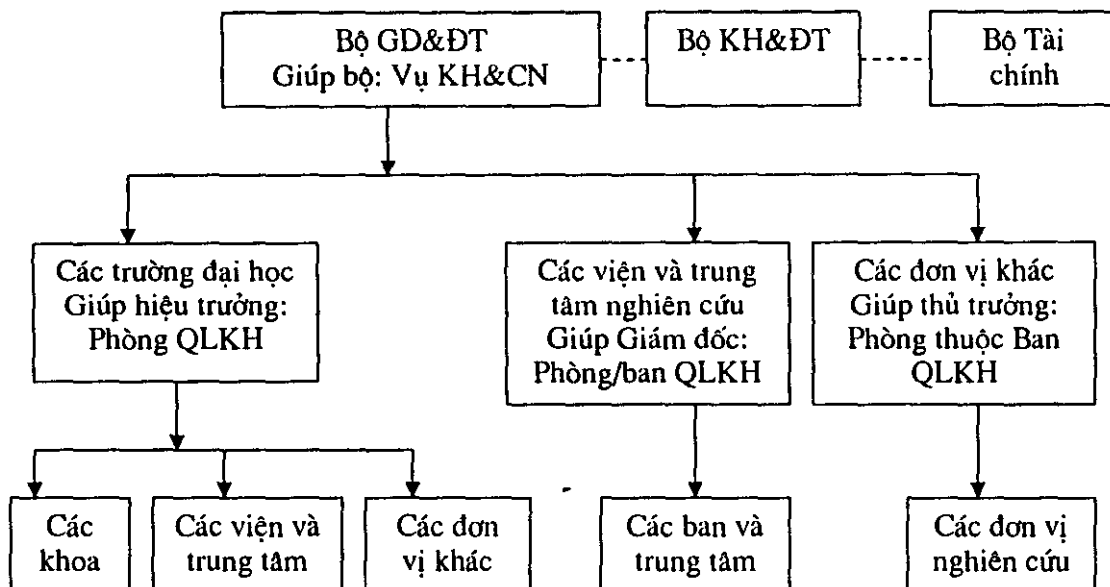 Bộ GD&ĐT
Giúp bộ: Vụ KH&CN
Bộ KH&ĐT
Bộ Tài
chính
Các trường đại học
Giúp hiệu trưởng:
Phòng QLKH
Các viện và trung
tâm nghiên cứu
Giúp Giám đốc:
Phòng/ban QLKH
Các đơn vị khác
Giúp thủ trưởng:
Phòng thuộc Ban
QLKH
Các
khoa
Các viện và
trung tâm
Các đơn
vị khác
Các ban và
trung tâm
Các đơn vị
nghiên cứu